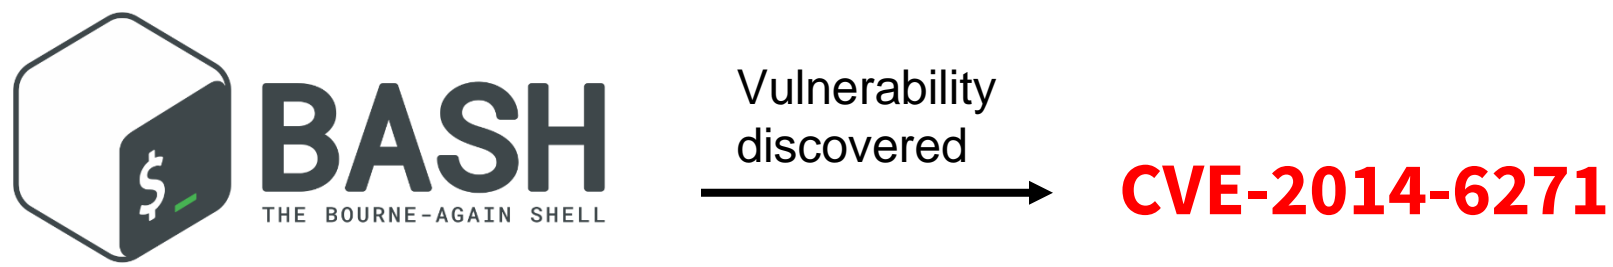 $_
BASH
THE BOURNE-AGAIN SHELL
Vulnerability
discovered
CVE-2014-6271